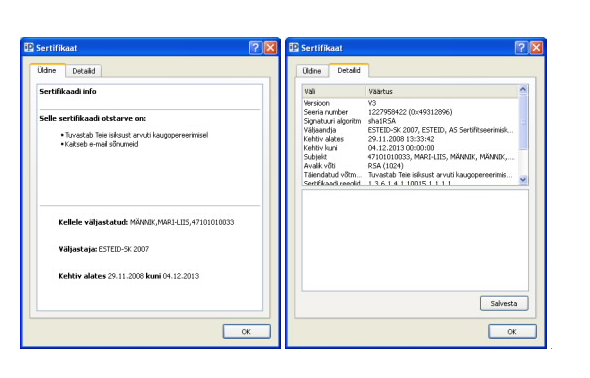 Sertifikaat
Üldine Detailid
Sertifikaadi info
Selle sertifikaadi otstarve on:
• Tuvastab Teie isikust arvuti kaugopereerimisel
• Kaitseb e-mail sõnumeid
Kellele väljastatud: MÄNNIK,MARI-LIIS,47101010033
Väljastaja: ESTEID-SK 2007
Kehtiv alates 29.11.2008 kuni 04.12.2013
OK
Sertifikaat
Üldine Detailid
Väli Väärtus
Versioon V3
Seeria number 1227958422 (0x49312896)
Signatuuri algoritm sha1RSA
Väljaandja ESTEID-SK 2007, ESTEID, AS Sertifitseerimisk...
Kehtiv alates 29.11.2008 13:33:42
Kehtiv kuni 04.12.2013 00:00:00
Subjekt 47101010033, MARI-LIIS, MÄNNIK, MÄNNIK,...
Avalik võti RSA (1024)
Täiendatud võtm... Tuvastab Teie isikust arvuti kaugopereerimis...
Sertifikaadi reeglid 1.3.6.1.4.1.10015.1.1.1.1
Salvesta
OK